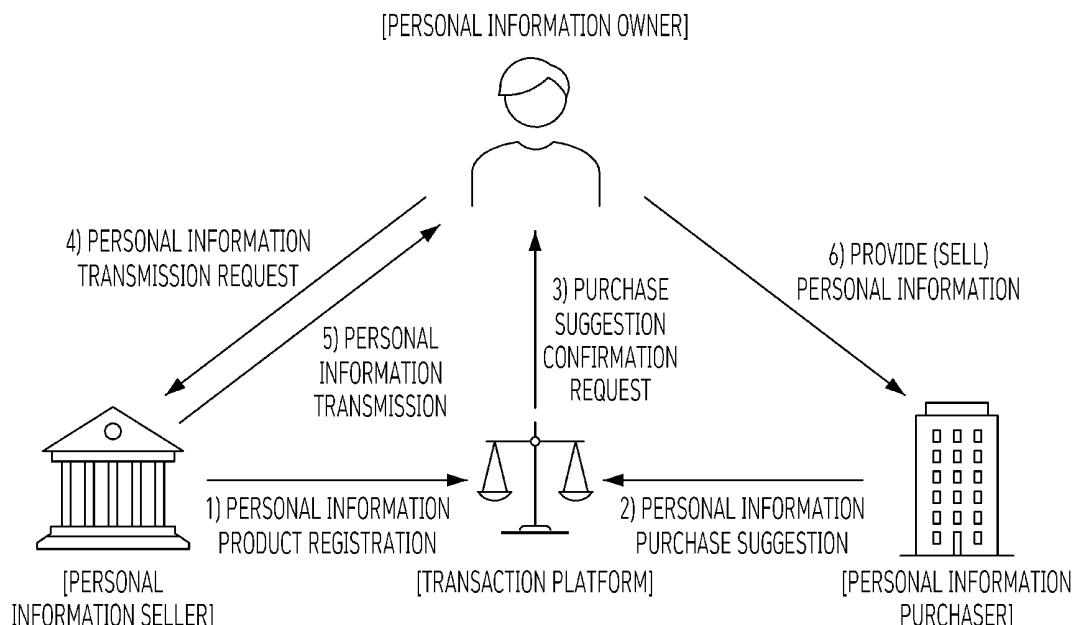 [PERSONAL INFORMATION OWNER]
4) PERSONAL INFORMATION
TRANSMISSION REQUEST
5) PERSONAL
INFORMATION
TRANSMISSION
3) PURCHASE
SUGGESTION
CONFIRMATION
REQUEST
6) PROVIDE (SELL)
PERSONAL INFORMATION
1) PERSONAL INFORMATION
PRODUCT REGISTRATION
2) PERSONAL INFORMATION
PURCHASE SUGGESTION
[PERSONAL
INFORMATION SELLER]
[TRANSACTION PLATFORM]
[PERSONAL INFORMATION
PURCHASER]